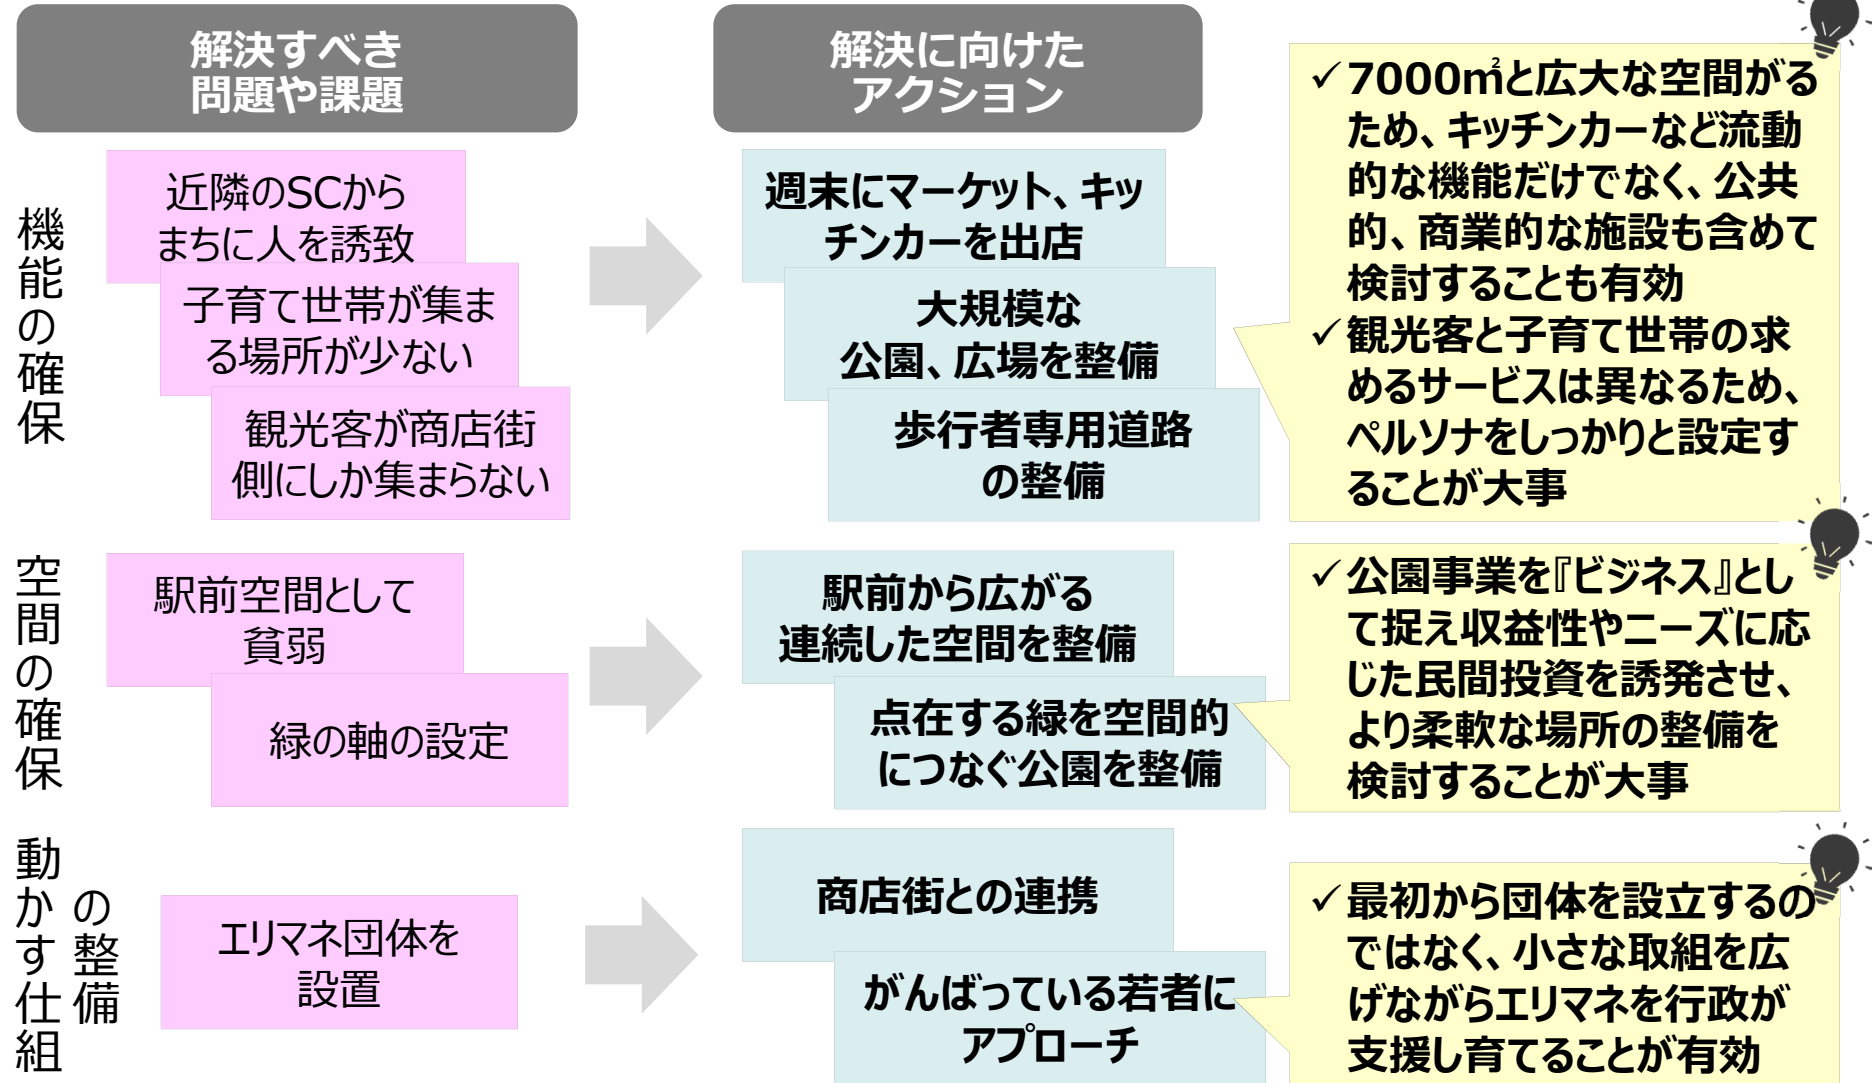 解決すべき
問題や課題
解決に向けた
アクション
機能の確保
近隣のSCから
まちに人を誘致
子育て世帯が集ま
る場所が少ない
観光客が商店街
側にしか集まらない
週末にマーケット、キッ
チンカーを出店
大規模な
公園、広場を整備
歩行者専用道路
の整備
✓7000㎡と広大な空間がる
ため、キッチンカーなど流動
的な機能だけでなく、公共
的、商業的な施設も含めて
検討することも有効
✓観光客と子育て世帯の求
めるサービスは異なるため、
ペルソナをしっかりと設定す
ることが大事
空間の確保
駅前空間として
貧弱
緑の軸の設定
駅前から広がる
連続した空間を整備
点在する緑を空間的
につなぐ公園を整備
✓公園事業を『ビジネス』とし
て捉え収益性やニーズに応
じた民間投資を誘発させ、
より柔軟な場所の整備を
検討することが大事
動かす仕組
の整備
エリマネ団体を
設置
商店街との連携
がんばっている若者に
アプローチ
✓最初から団体を設立するの
ではなく、小さな取組を広
げながらエリマネを行政が
支援し育てることが有効